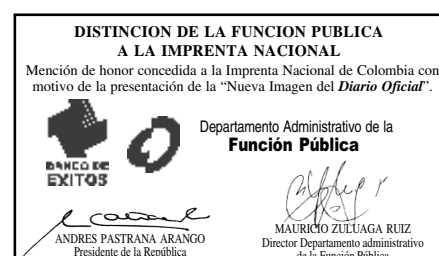 DISTINCION DE LA FUNCION PUBLICA
A LA IMPRENTA NACIONAL
Mención de honor concedida a la Imprenta Nacional de Colombia con
motivo de la presentación de la “Nueva Imagen del Diario Oficial”.
BANCO DE
EXITOS
Departamento Administrativo de la
Función Pública
ANDRES PASTRANA ARANGO
Presidente de la República
MAURICIO ZULUAGA RUIZ
Director Departamento administrativo
de la Función Pública